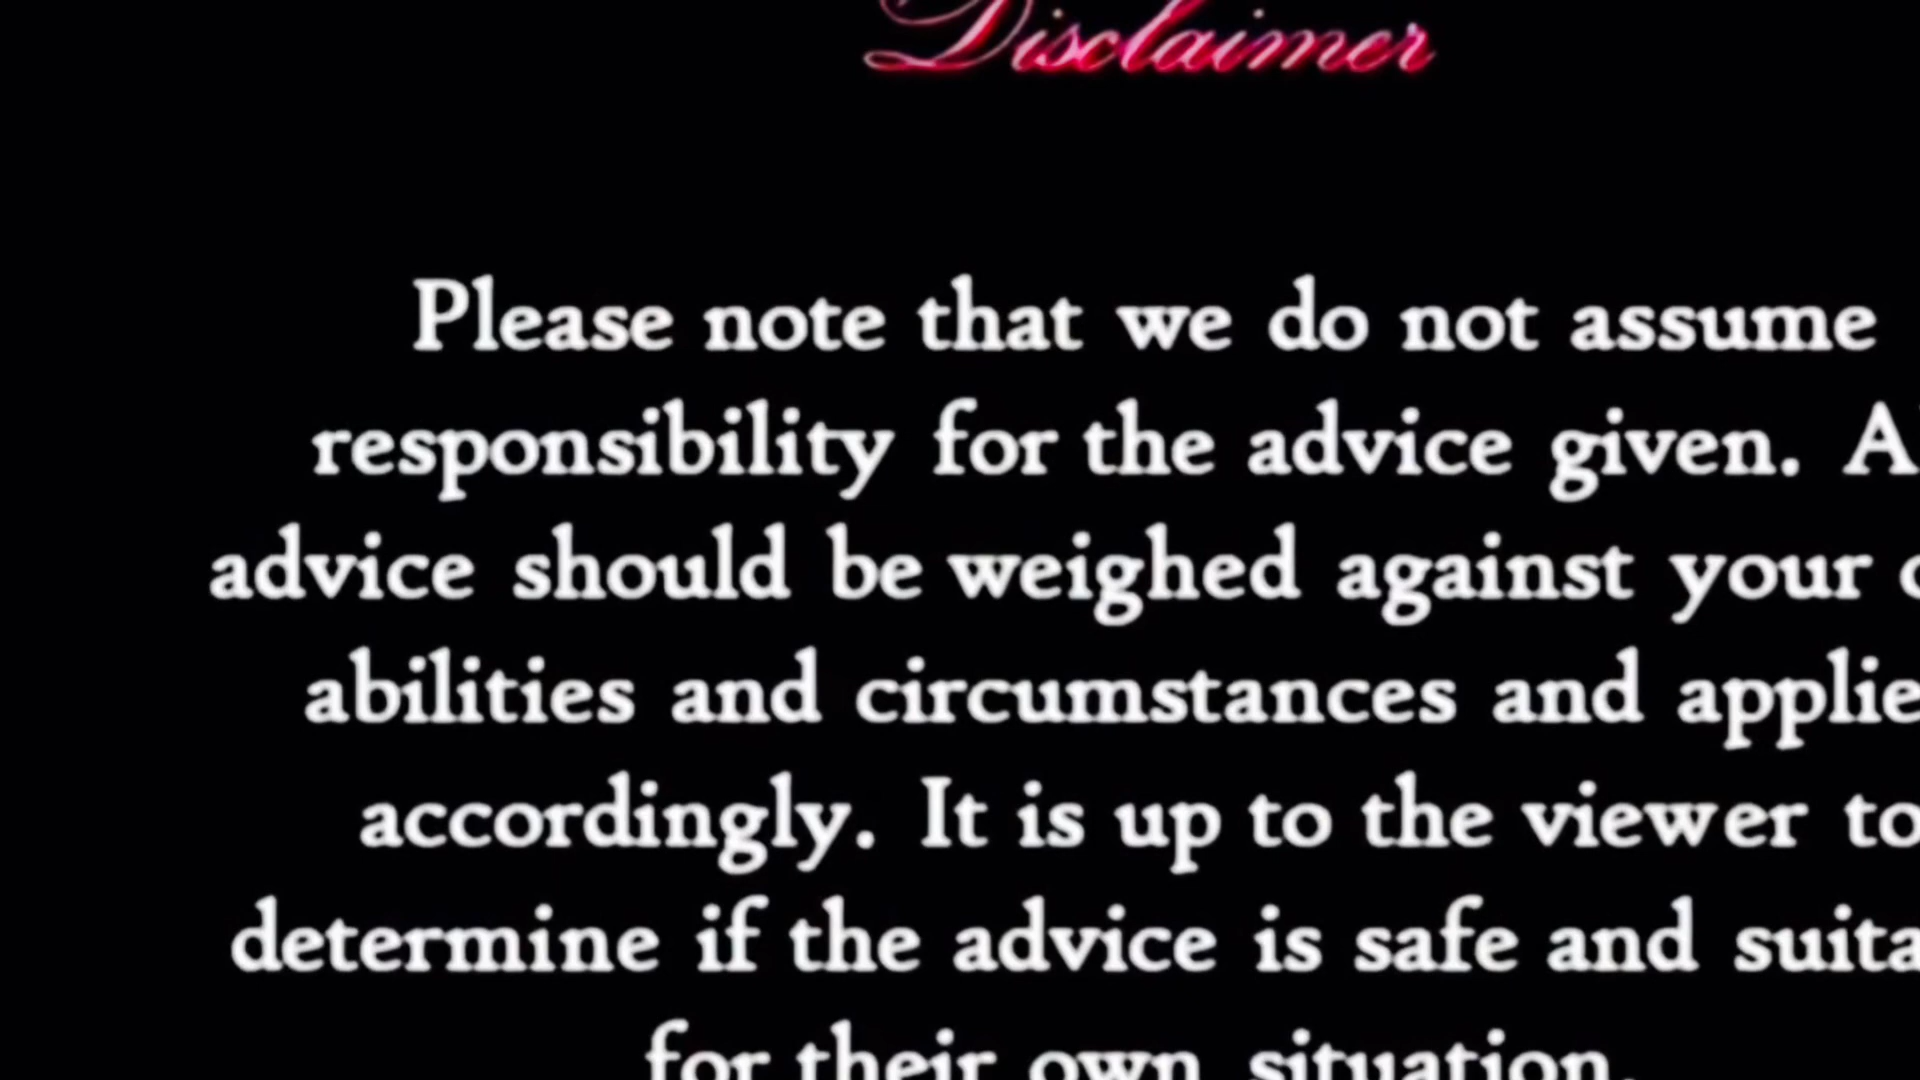 Disclaimer
Please note that we do not assume
responsibility for the advice given. A
advice should be weighed against your
abilities and circumstances and applie
accordingly. It is up to the viewer to
determine if the advice is safe and suita
for their own situation.